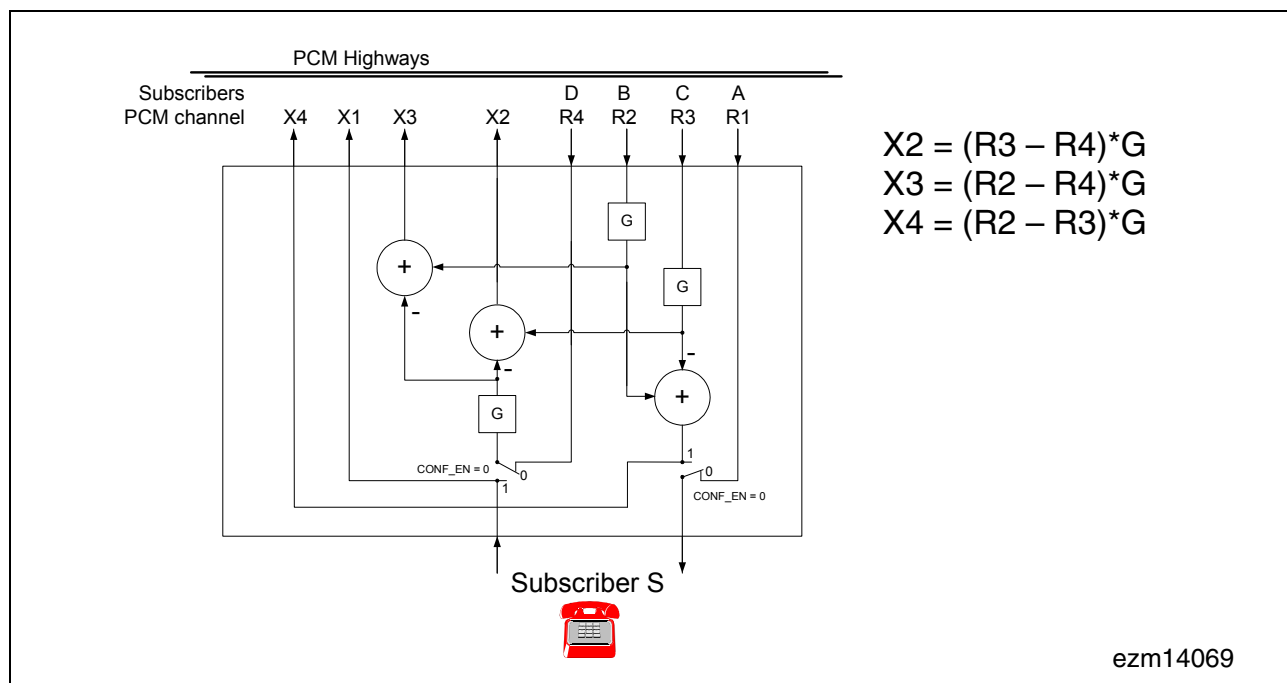 PCM Highways
Subscribers D B C A
PCM channel X4 X1 X3 X2 R4 R2 R3 R1
X2 = (R3 – R4)*G
X3 = (R2 – R4)*G
X4 = (R2 – R3)*G
G
+
G
-
+
-
-
+
G
CONF_EN = 0
0
1
1
0
CONF_EN = 0
Subscriber S
ezm14069